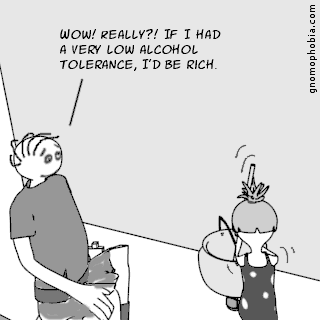 WOW! REALLY?! IF I HAD
A VERY LOW ALCOHOL
TOLERANCE, I'D BE RICH.
gnomophobia.com